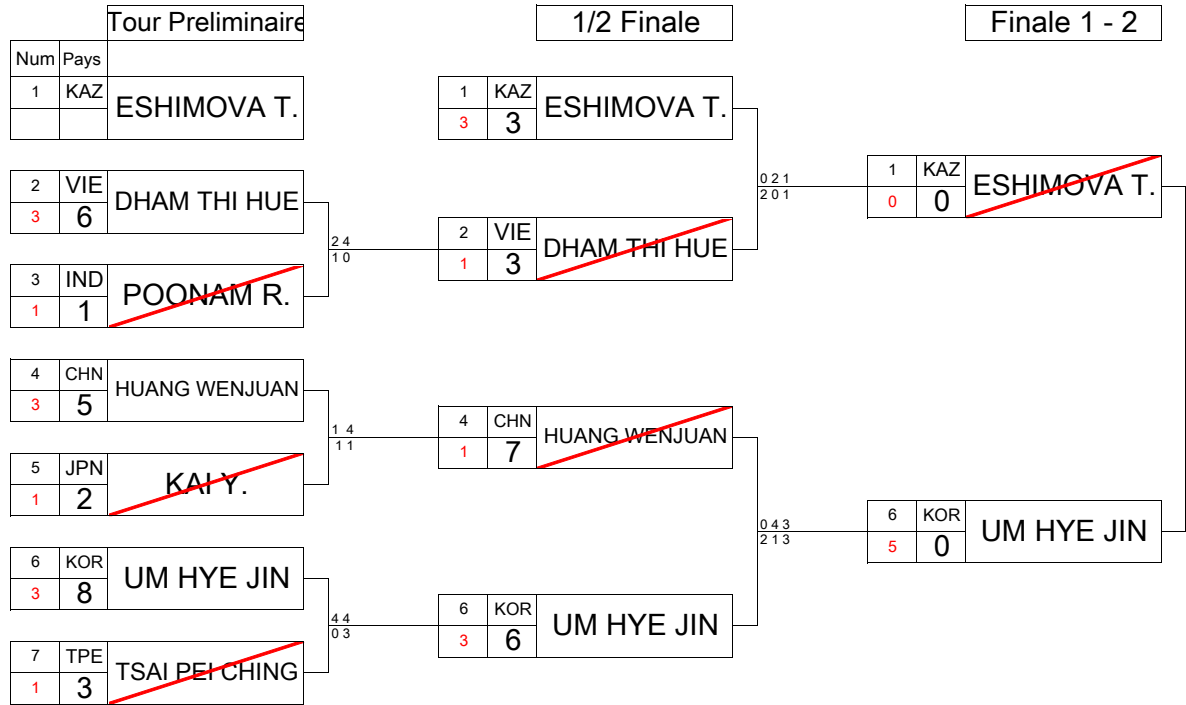 Tour Preliminaire
1/2 Finale
Finale 1 - 2
Num Pays
1 KAZ ESHIMOVA T.
2 VIE DHAM THI HUE
3 6
3 IND POONAM R.
1 1
2 4
1 0
4 CHN HUANG WENJUAN
3 5
5 JPN KAI Y.
1 2
1 4
1 1
6 KOR UM HYE JIN
3 8
7 TPE TSAI PEI CHING
1 3
4 4
0 3
1 KAZ ESHIMOVA T.
3 3
2 VIE DHAM THI HUE
1 3
0 2 1
2 0 1
4 CHN HUANG WENJUAN
1 7
6 KOR UM HYE JIN
3 6
0 4 3
2 1 3
1 KAZ ESHIMOVA T.
0 0
6 KOR UM HYE JIN
5 0